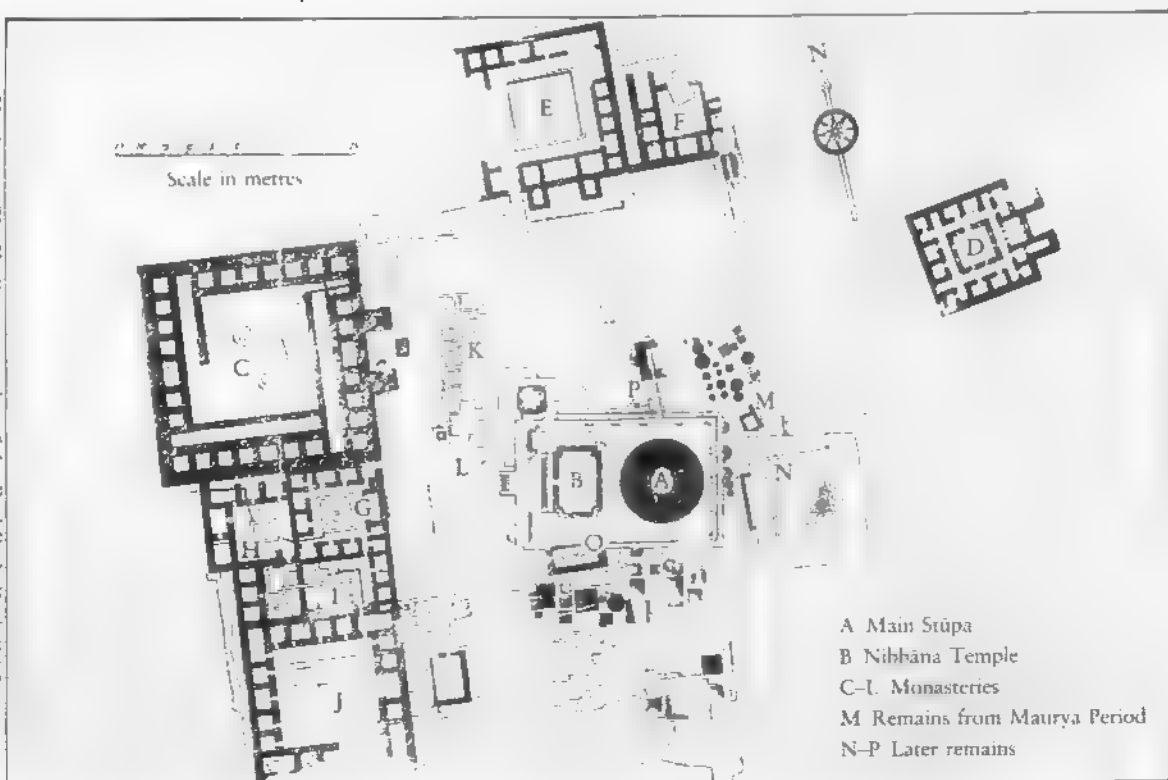 N
E
F
Scale in metres
D
C
K
P
M
L
B
A
N
G
H
O
I
J
A Main Stūpa
B Nibbāna Temple
C–L Monasteries
M Remains from Maurya Period
N–P Later remains